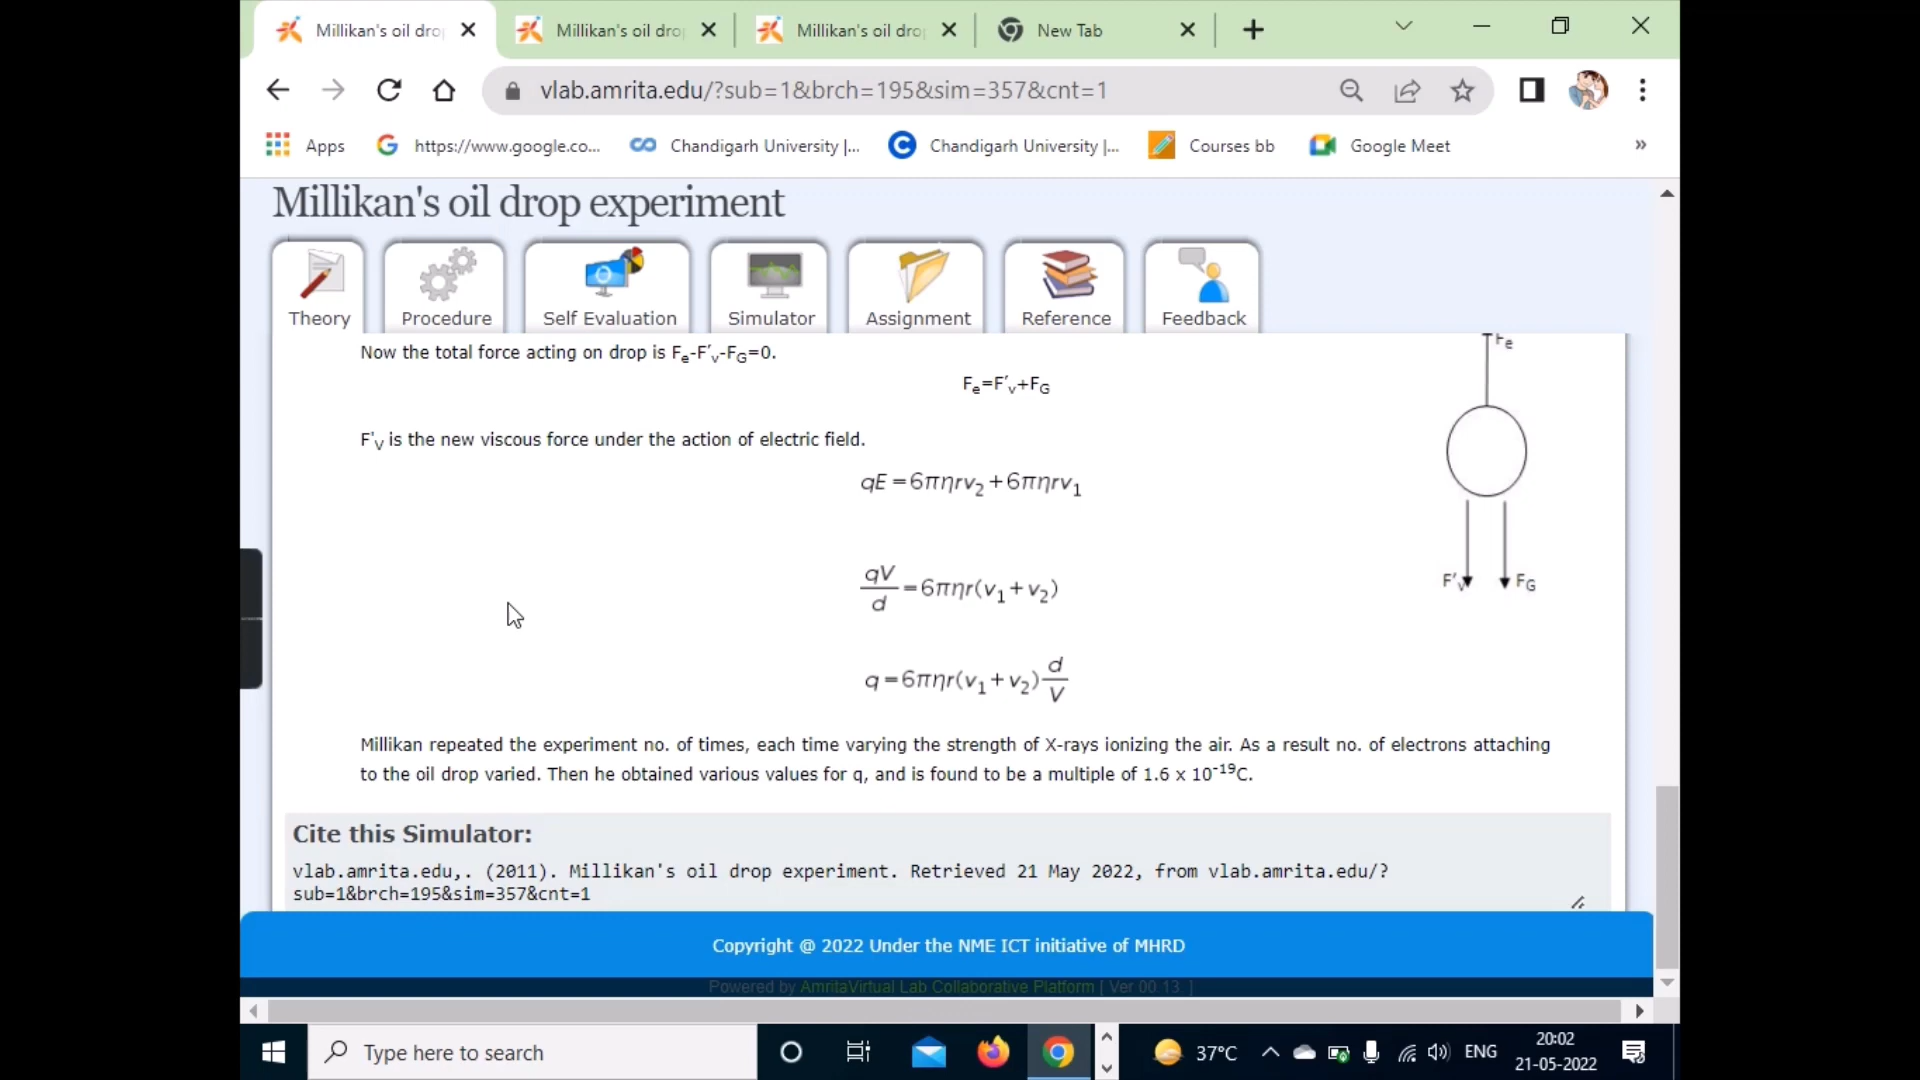 Millikan's oil dro
Millikan's oil dro
Millikan's oil dro
New Tab
vlab.amrita.edu/?sub=1&brch=195&sim=357&cnt=1
Apps
https://www.google.co...
Chandigarh University |...
Chandigarh University |...
Courses bb
Google Meet
»
Millikan's oil drop experiment
Theory
Procedure
Self Evaluation
Simulator
Assignment
Reference
Feedback
Now the total force acting on drop is Fe-F′v-FG=0.
Fe
Fe=F′v+FG
F'V is the new viscous force under the action of electric field.
qE=6πηrv₂+6πηrv₁
qV/d=6πηr(v₁+v₂)
F′v
FG
q=6πηr(v₁+v₂)d/V
Millikan repeated the experiment no. of times, each time varying the strength of X-rays ionizing the air. As a result no. of electrons attaching
to the oil drop varied. Then he obtained various values for q, and is found to be a multiple of 1.6 x 10⁻¹⁹C.
Cite this Simulator:
vlab.amrita.edu,. (2011). Millikan's oil drop experiment. Retrieved 21 May 2022, from vlab.amrita.edu/?
sub=1&brch=195&sim=357&cnt=1
Copyright @ 2022 Under the NME ICT initiative of MHRD
Powered by AmritaVirtual Lab Collaborative Platform [ Ver 00.13. ]
Type here to search
37°C
ENG
20:02
21-05-2022